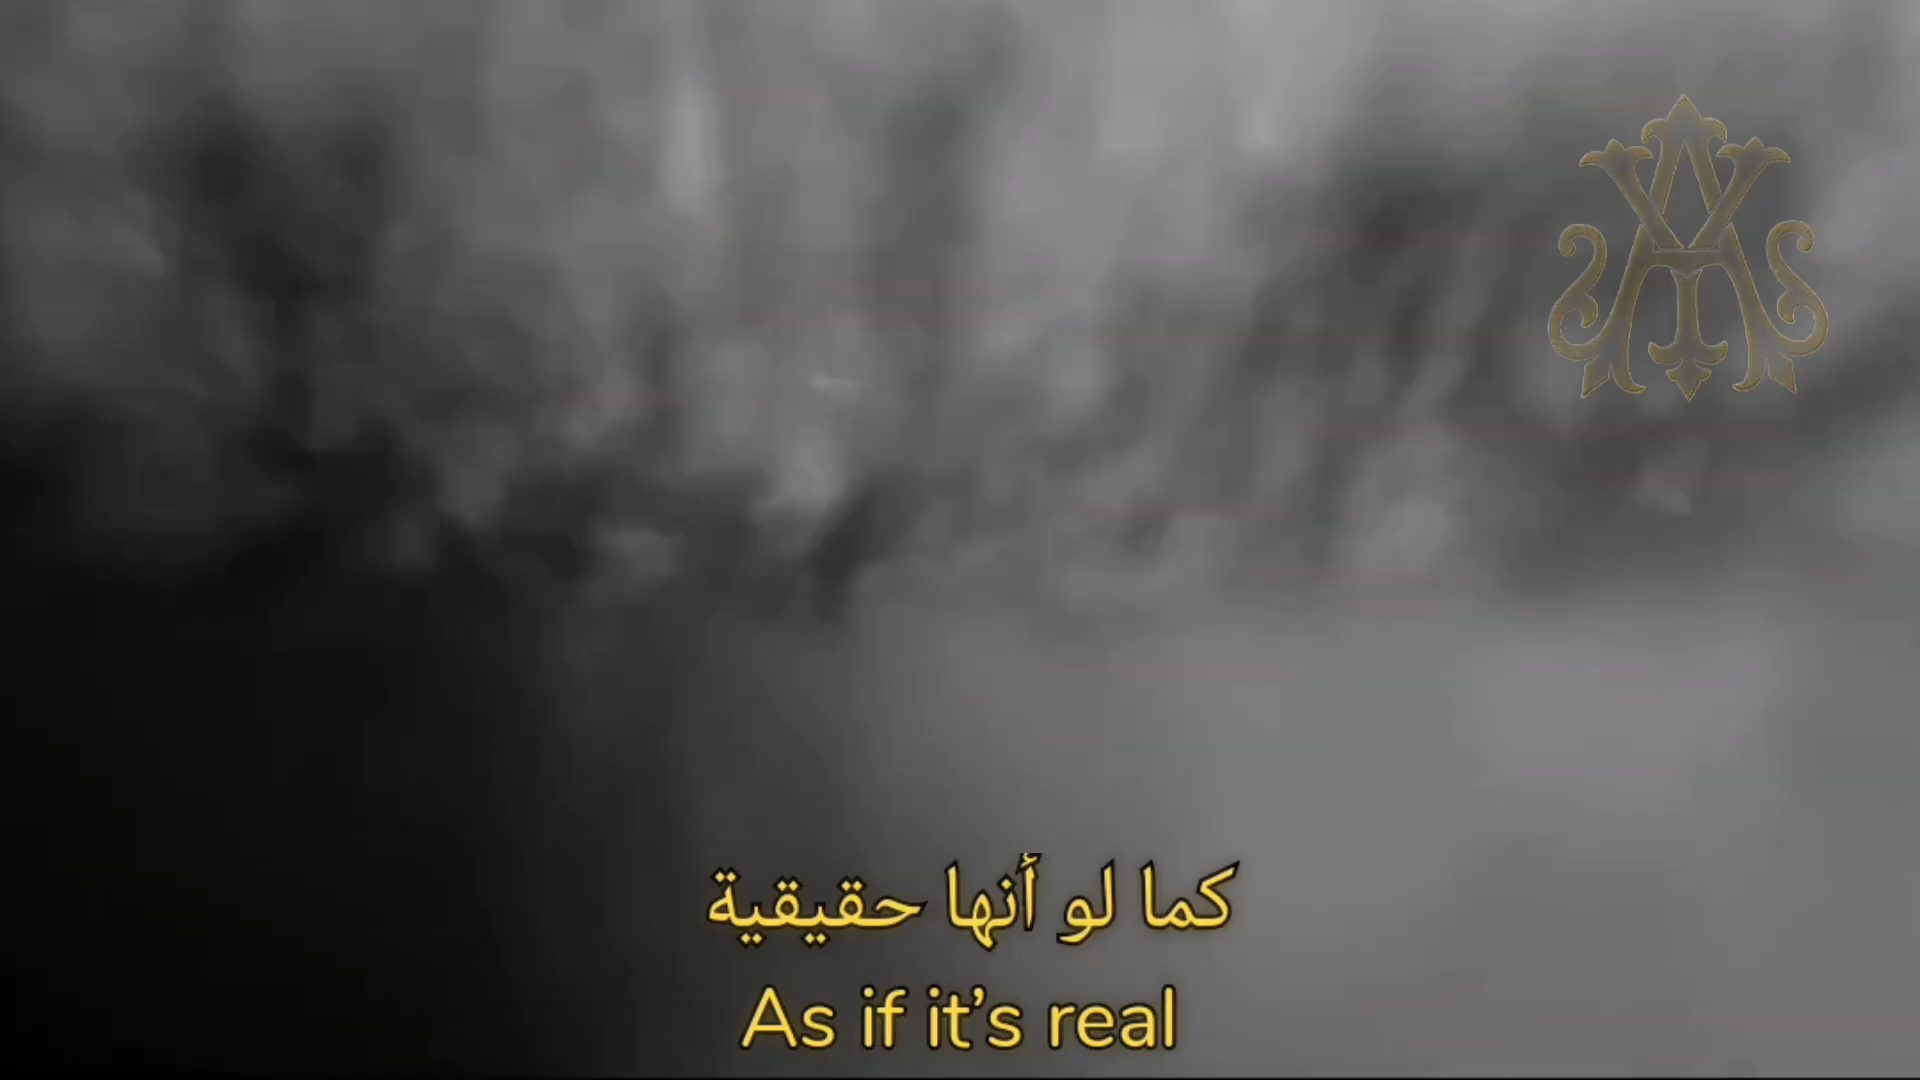 كما لو أنها حقيقية
As if it’s real